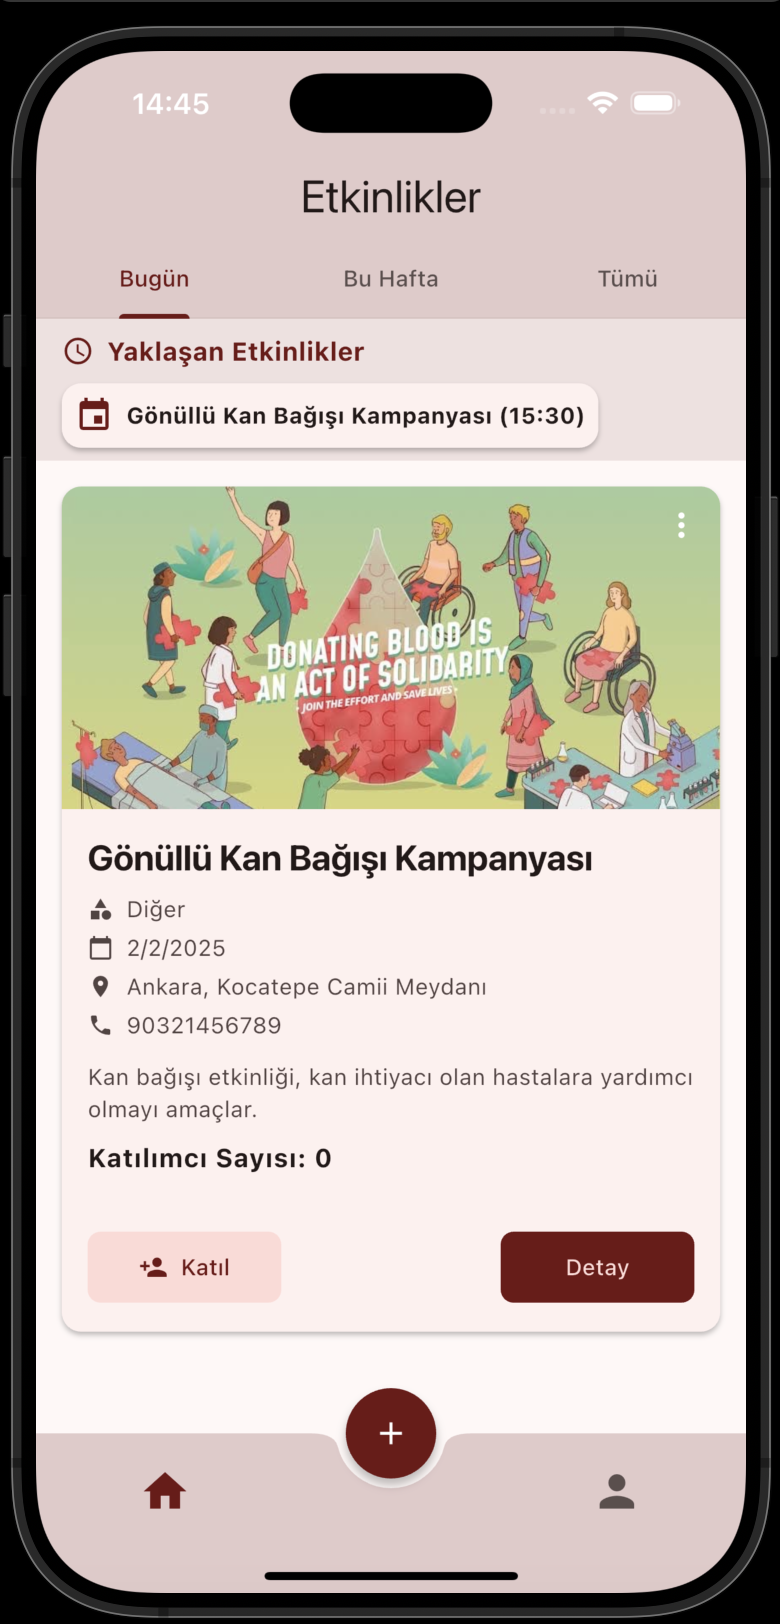 14:45
Etkinlikler
Bugün
Bu Hafta
Tümü
Yaklaşan Etkinlikler
Gönüllü Kan Bağışı Kampanyası (15:30)
DONATING BLOOD IS
AN ACT OF SOLIDARITY
• JOIN THE EFFORT AND SAVE LIVES •
Gönüllü Kan Bağışı Kampanyası
Diğer
2/2/2025
Ankara, Kocatepe Camii Meydanı
90321456789
Kan bağışı etkinliği, kan ihtiyacı olan hastalara yardımcı
olmayı amaçlar.
Katılımcı Sayısı: 0
Katıl
Detay